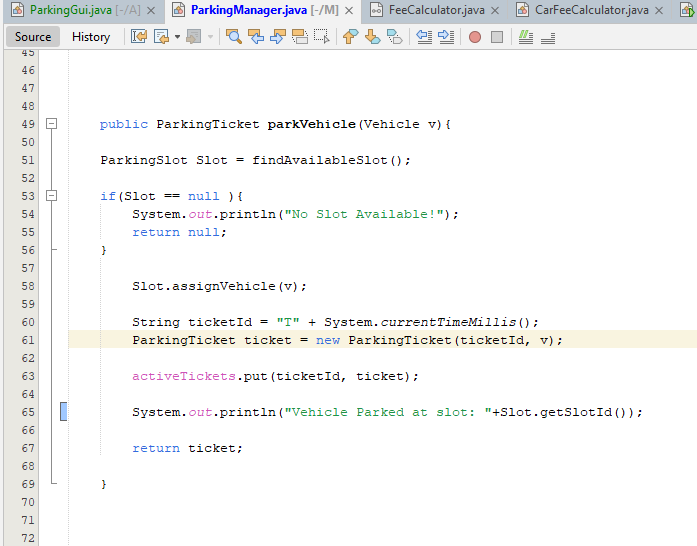 ParkingGui.java [-/A] × ParkingManager.java [-/M] × FeeCalculator.java × CarFeeCalculator.java ×
Source History
45
46
47
48
49 public ParkingTicket parkVehicle(Vehicle v){
50
51 ParkingSlot Slot = findAvailableSlot();
52
53 if(Slot == null ){
54 System.out.println("No Slot Available!");
55 return null;
56 }
57
58 Slot.assignVehicle(v);
59
60 String ticketId = "T" + System.currentTimeMillis();
61 ParkingTicket ticket = new ParkingTicket(ticketId, v);
62
63 activeTickets.put(ticketId, ticket);
64
65 System.out.println("Vehicle Parked at slot: "+Slot.getSlotId());
66
67 return ticket;
68
69 }
70
71
72